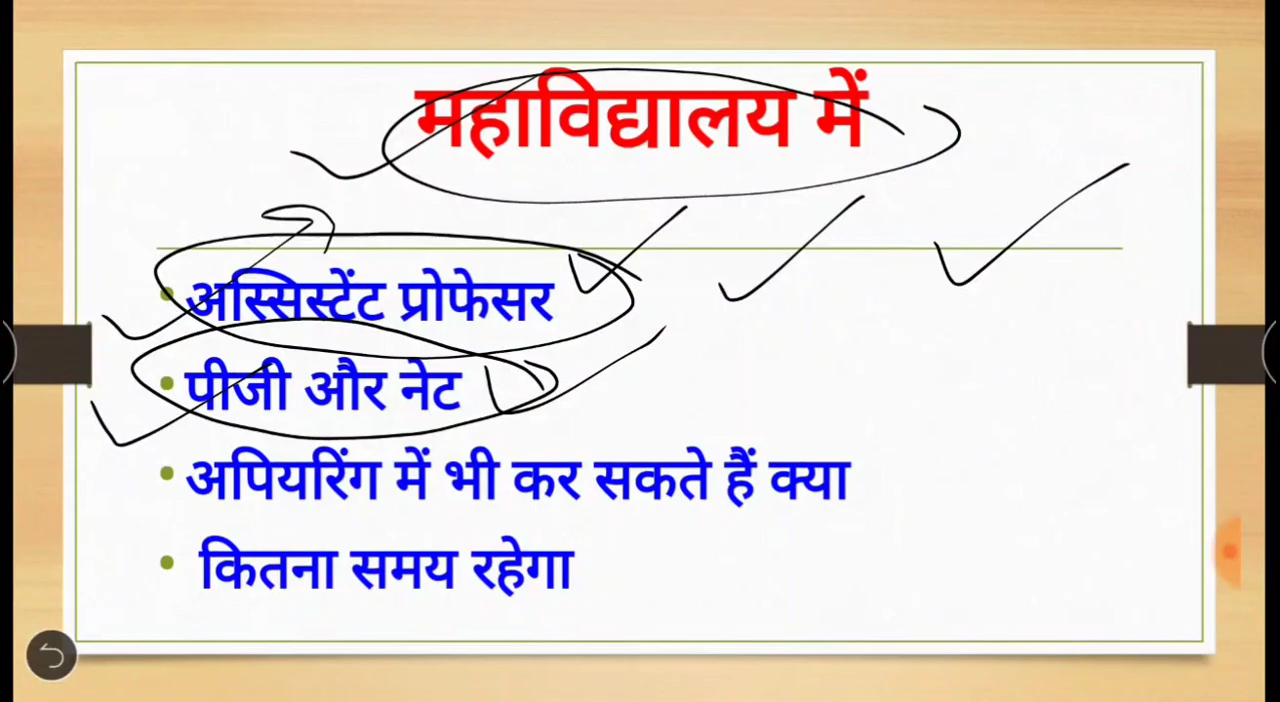 महाविद्यालय में
• अस्सिस्टेंट प्रोफेसर
• पीजी और नेट
• अपियरिंग में भी कर सकते हैं क्या
• कितना समय रहेगा